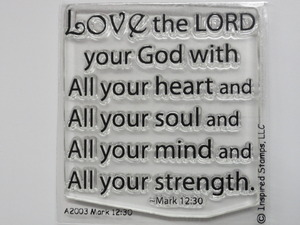 LOVE the LORD
your God with
All your heart and
All your soul and
All your mind and
All your strength.
~Mark 12:30
A2003 Mark 12:30
© Inspired Stamps, LLC